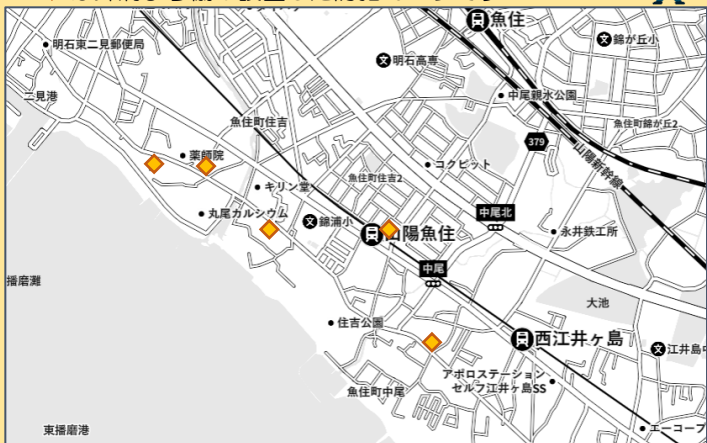 魚住
錦が丘小
明石東二見郵便局
明石高専
二見港
中尾親水公園
魚住町住吉
魚住町錦が丘2
379
山陽新幹線
薬師院
コクピット
魚住町住吉2
キリン堂
丸尾カルシウム
錦浦小
中尾北
山陽魚住
永井鉄工所
中尾
播磨灘
大池
住吉公園
西江井ヶ島
江井島中
アポロステーション
セルフ江井ヶ島SS
魚住町中尾
エーコープ
東播磨港